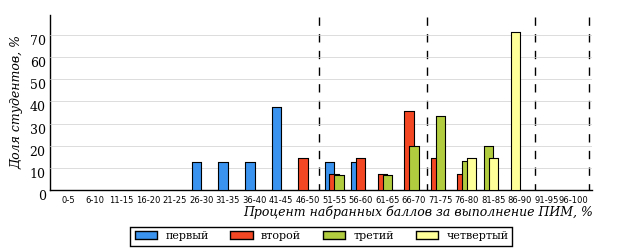 Доля студентов, %
70
60
50
40
30
20
10
0
0-5 6-10 11-15 16-20 21-25 26-30 31-35 36-40 41-45 46-50 51-55 56-60 61-65 66-70 71-75 76-80 81-85 86-90 91-95 96-100
Процент набранных баллов за выполнение ПИМ, %
первый второй третий четвертый